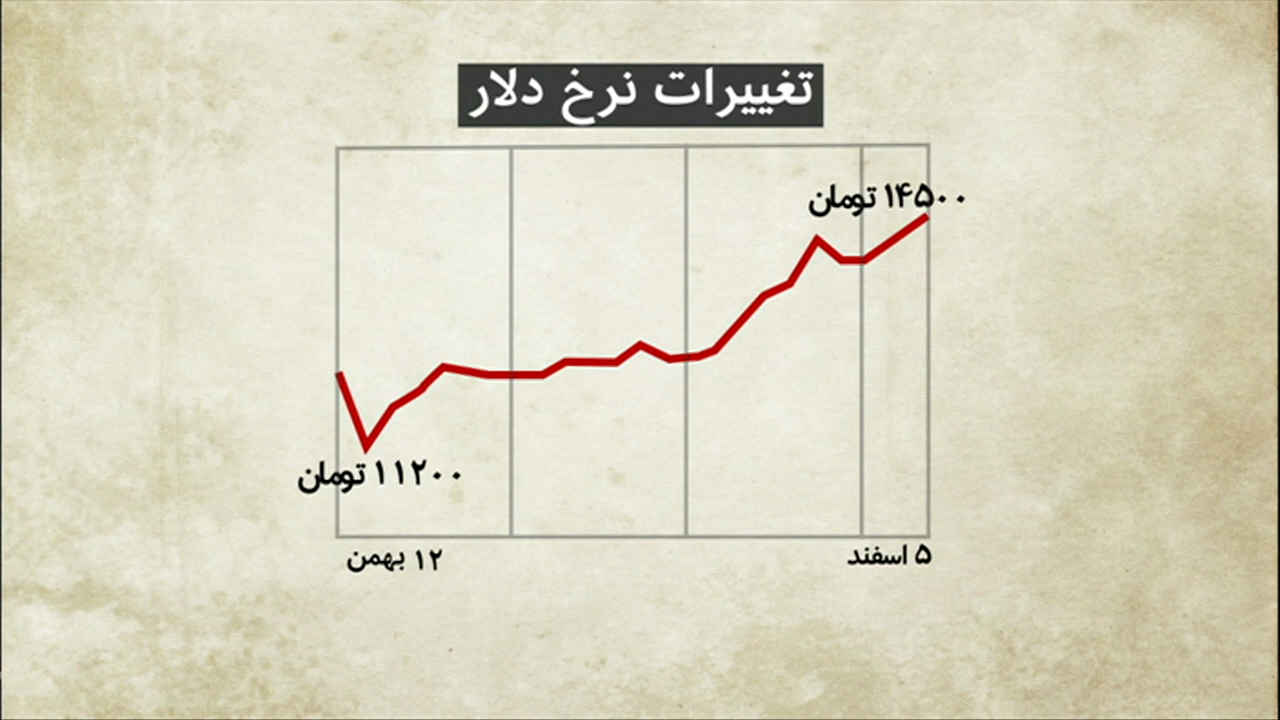 تغییرات نرخ دلار
۱۴۵۰۰ تومان
۱۱۲۰۰ تومان
۱۲ بهمن
۵ اسفند